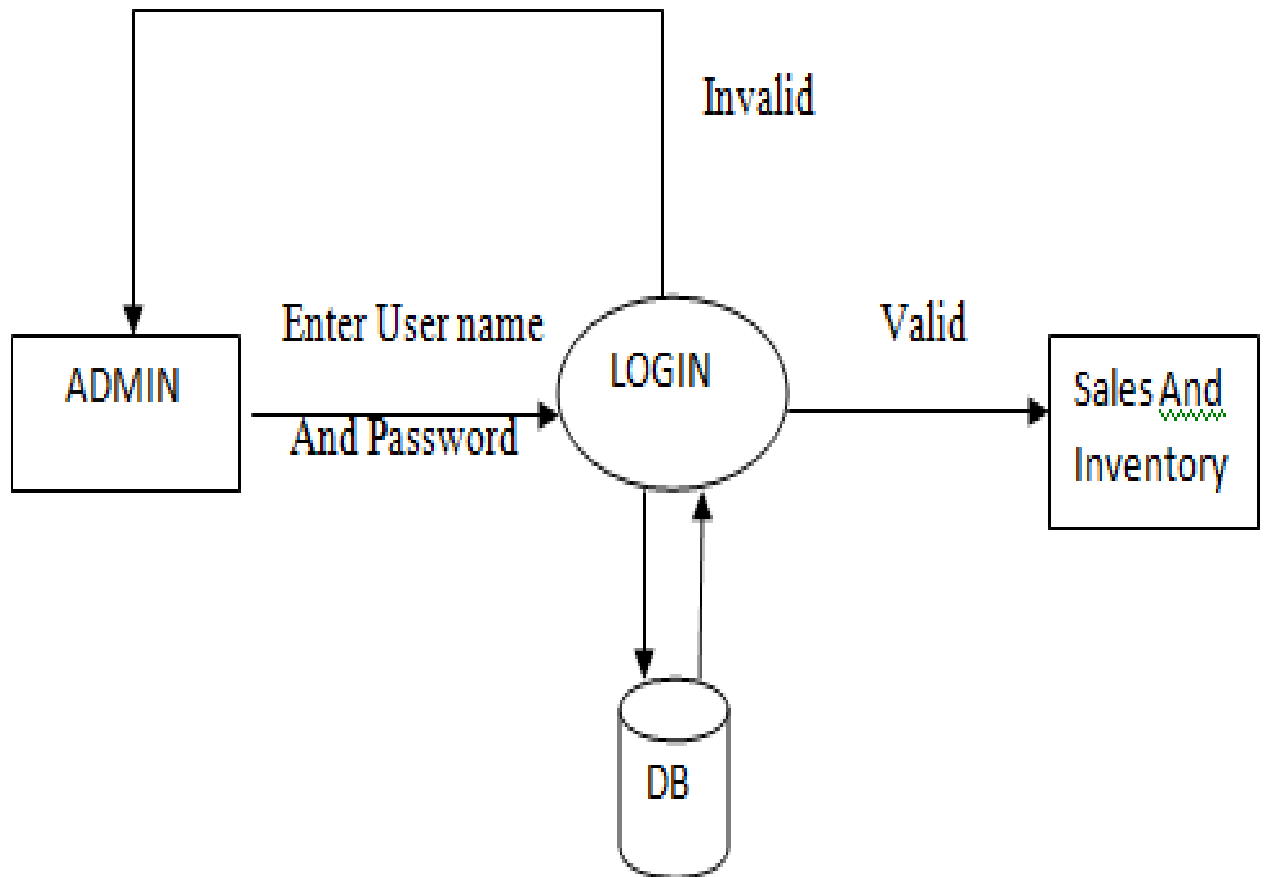 Invalid
Enter User name
And Password
Valid
ADMIN
LOGIN
Sales And
Inventory
DB